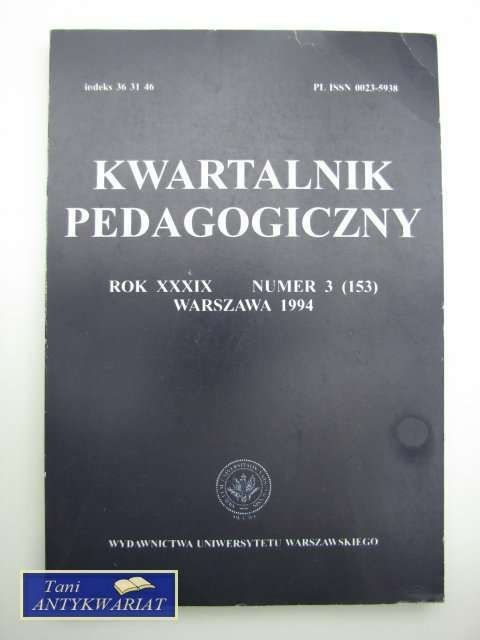 indeks 36 31 46
PL ISSN 0023-5938
KWARTALNIK
PEDAGOGICZNY
ROK XXXIX NUMER 3 (153)
WARSZAWA 1994
WYDAWNICTWA UNIWERSYTETU WARSZAWSKIEGO
Tani
ANTYKWARIAT